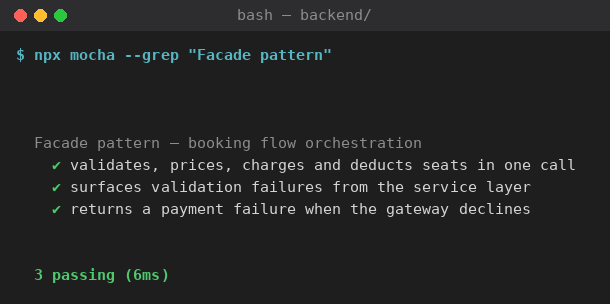 bash — backend/
$ npx mocha --grep "Facade pattern"
Facade pattern — booking flow orchestration
✔ validates, prices, charges and deducts seats in one call
✔ surfaces validation failures from the service layer
✔ returns a payment failure when the gateway declines
3 passing (6ms)